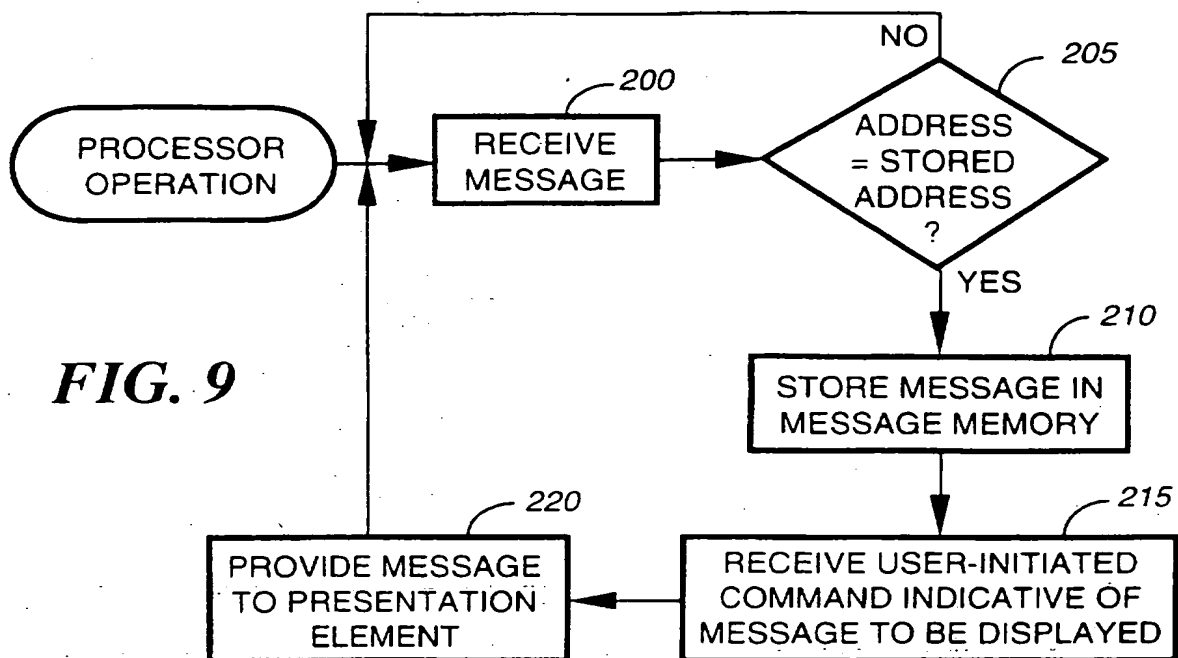 NO
205
200
PROCESSOR
OPERATION
RECEIVE
MESSAGE
ADDRESS
= STORED
ADDRESS
?
YES
210
FIG. 9
STORE MESSAGE IN
MESSAGE MEMORY
220
215
PROVIDE MESSAGE
TO PRESENTATION
ELEMENT
RECEIVE USER-INITIATED
COMMAND INDICATIVE OF
MESSAGE TO BE DISPLAYED